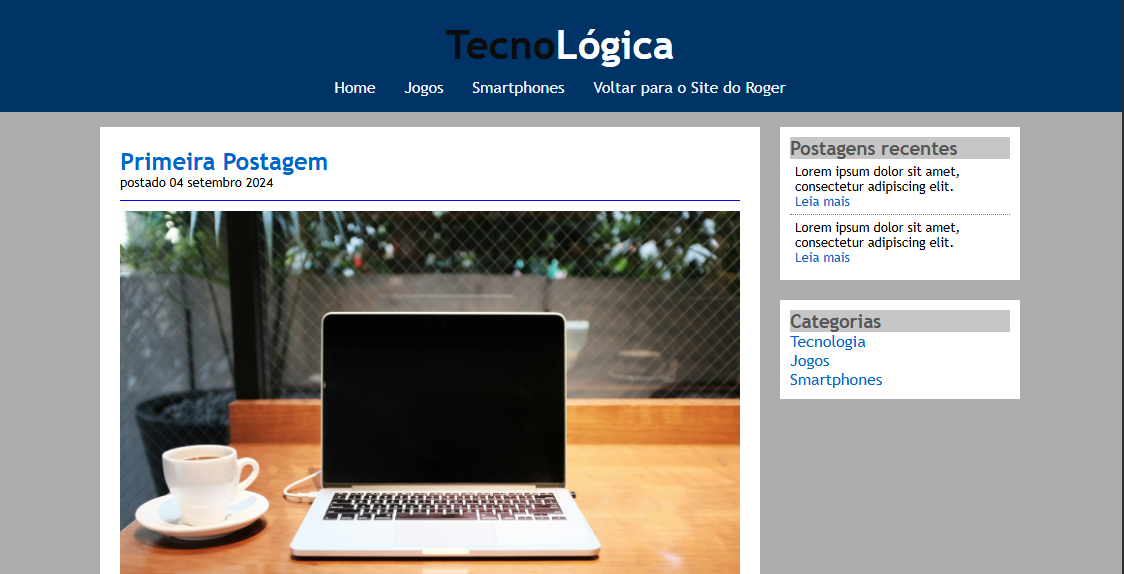 TecnoLógica
Home Jogos Smartphones Voltar para o Site do Roger
Primeira Postagem
postado 04 setembro 2024
Postagens recentes
Lorem ipsum dolor sit amet,
consectetur adipiscing elit.
Leia mais
Lorem ipsum dolor sit amet,
consectetur adipiscing elit.
Leia mais
Categorias
Tecnologia
Jogos
Smartphones